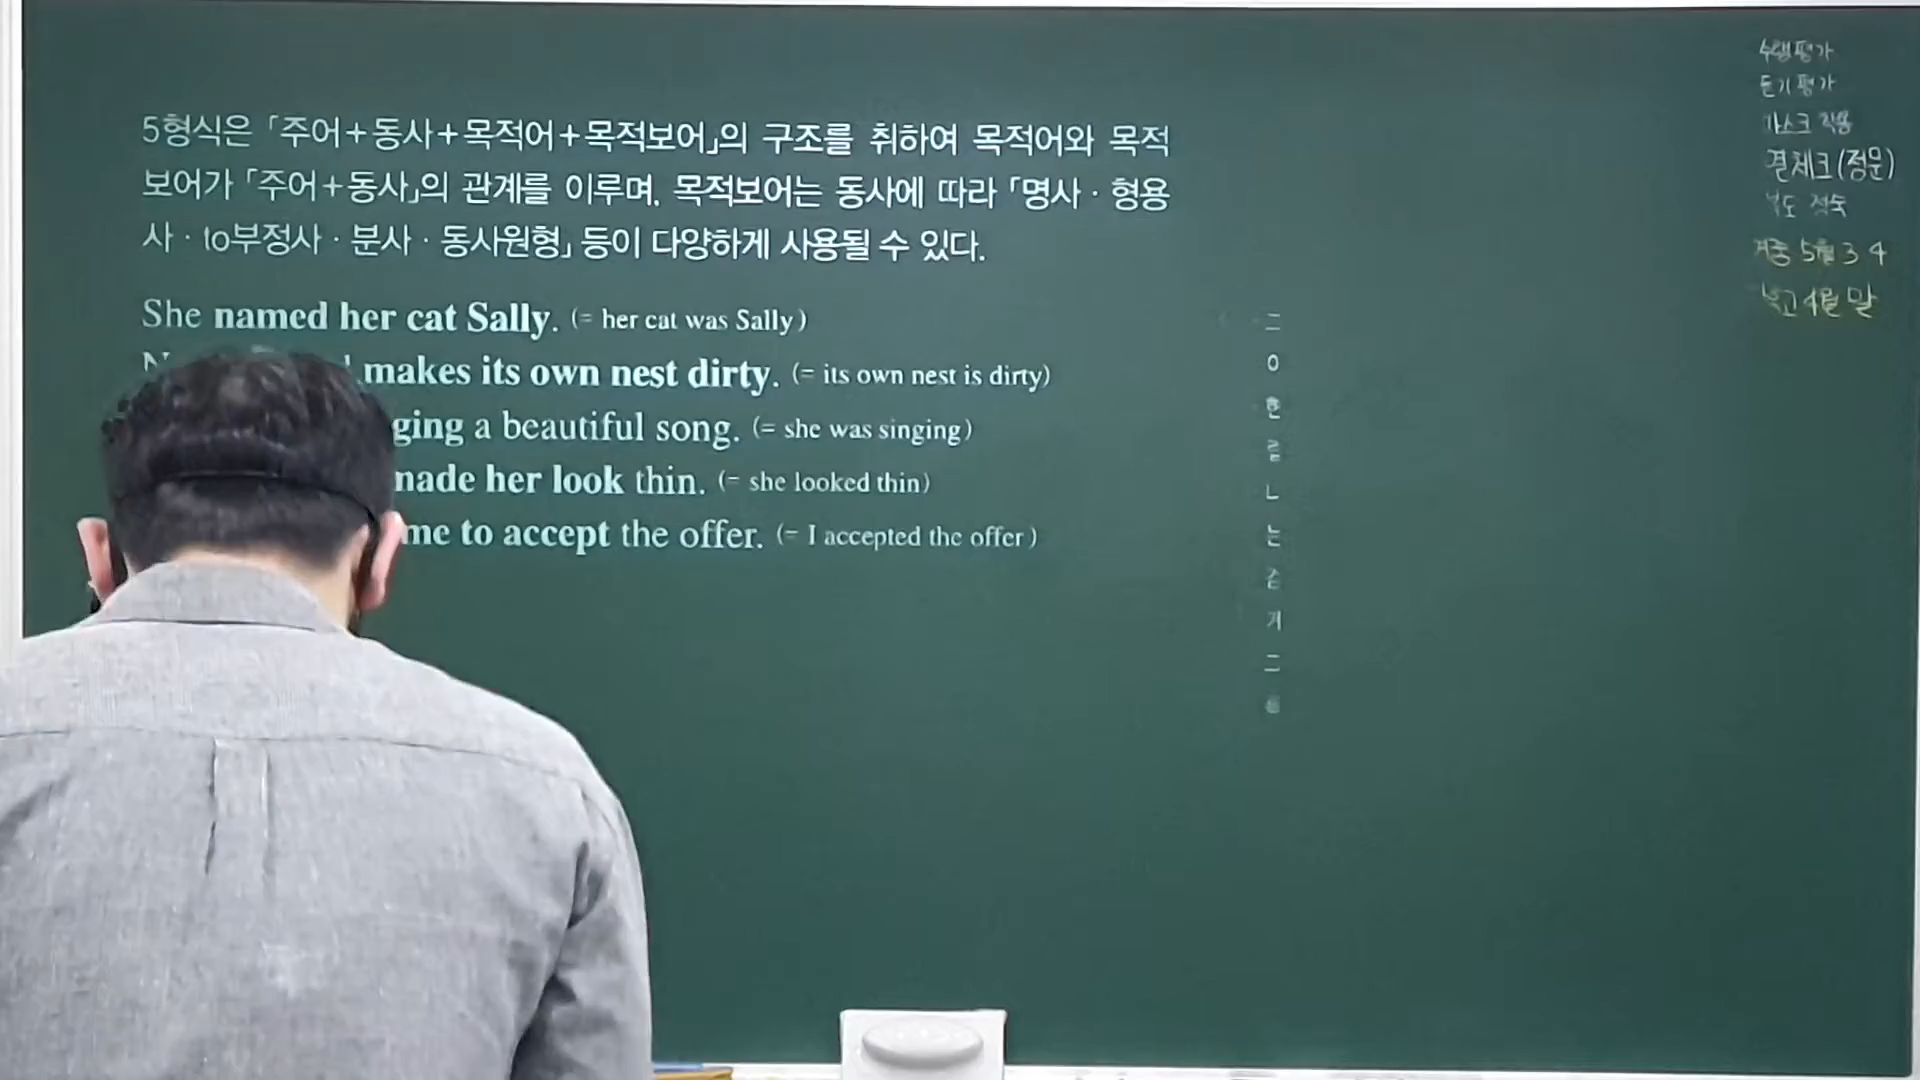 5형식은 「주어+동사+목적어+목적보어」의 구조를 취하여 목적어와 목적
보어가 「주어+동사」의 관계를 이루며, 목적보어는 동사에 따라 「명사 · 형용
사 · to부정사 · 분사 · 동사원형」 등이 다양하게 사용될 수 있다.
She named her cat Sally. (= her cat was Sally)
makes its own nest dirty. (= its own nest is dirty)
a beautiful song. (= she was singing)
her look thin. (= she looked thin)
me to accept the offer. (= I accepted the offer)
수행평가
듣기평가
마스크 착용
결체크(정문)
복도 정숙
5월 3 4
4월 말